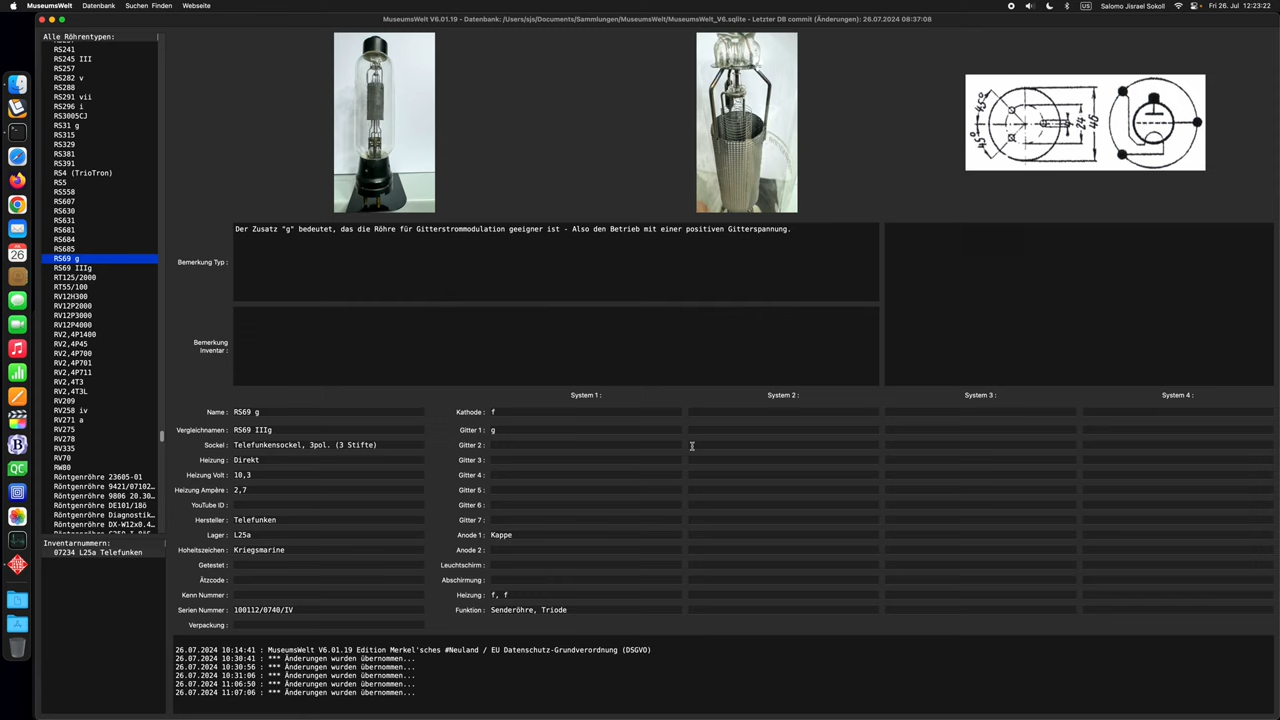 MuseumsWelt Datenbank Suchen Finden Webseite
US Salomo Jisrael Sokoll Fri 26. Jul 12:23:22
MuseumsWelt V6.01.19 - Datenbank: /Users/sjs/Documents/Sammlungen/MuseumsWelt/MuseumsWelt_V6.sqlite - Letzter DB commit (Änderungen): 26.07.2024 08:37:08
Alle Röhrentypen:
RS241
RS245 III
RS257
RS282 v
RS288
RS291 vii
RS296 i
RS3005CJ
RS31 g
RS315
RS329
RS381
RS391
RS4 (TrioTron)
RS5
RS558
RS607
RS630
RS631
RS681
RS684
RS685
RS69 g
RS69 IIIg
RT125/2000
RT55/100
RV12H300
RV12P2000
RV12P3000
RV12P4000
RV2,4P1400
RV2,4P45
RV2,4P700
RV2,4P701
RV2,4P711
RV2,4T3
RV2,4T3L
RV209
RV258 iv
RV271 a
RV275
RV278
RV335
RV70
RW80
Röntgenröhre 23605-01
Röntgenröhre 9421/07102...
Röntgenröhre 9806 20.30...
Röntgenröhre DE101/18ö
Röntgenröhre Diagnostik...
Röntgenröhre DX-W12x0.4...
Inventarnummern:
07234 L25a Telefunken
45°
45°
24
46
Bemerkung Typ :
Der Zusatz "g" bedeutet, das die Röhre für Gitterstrommodulation geeigner ist - Also den Betrieb mit einer positiven Gitterspannung.
Bemerkung
Inventar :
System 1 : System 2 : System 3 : System 4 :
Name : RS69 g Kathode : f
Vergleichnamen : RS69 IIIg Gitter 1 : g
Sockel : Telefunkensockel, 3pol. (3 Stifte) Gitter 2 :
Heizung : Direkt Gitter 3 :
Heizung Volt : 10,3 Gitter 4 :
Heizung Ampère : 2,7 Gitter 5 :
YouTube ID : Gitter 6 :
Hersteller : Telefunken Gitter 7 :
Lager : L25a Anode 1 : Kappe
Hoheitszeichen : Kriegsmarine Anode 2 :
Getestet : Leuchtschirm :
Ätzcode : Abschirmung :
Kenn Nummer : Heizung : f, f
Serien Nummer : 100112/0740/IV Funktion : Senderöhre, Triode
Verpackung :
26.07.2024 10:14:41 : MuseumsWelt V6.01.19 Edition Merkel'sches #Neuland / EU Datenschutz-Grundverordnung (DSGVO)
26.07.2024 10:30:41 : *** Änderungen wurden übernommen...
26.07.2024 10:30:56 : *** Änderungen wurden übernommen...
26.07.2024 10:31:06 : *** Änderungen wurden übernommen...
26.07.2024 11:06:50 : *** Änderungen wurden übernommen...
26.07.2024 11:07:06 : *** Änderungen wurden übernommen...